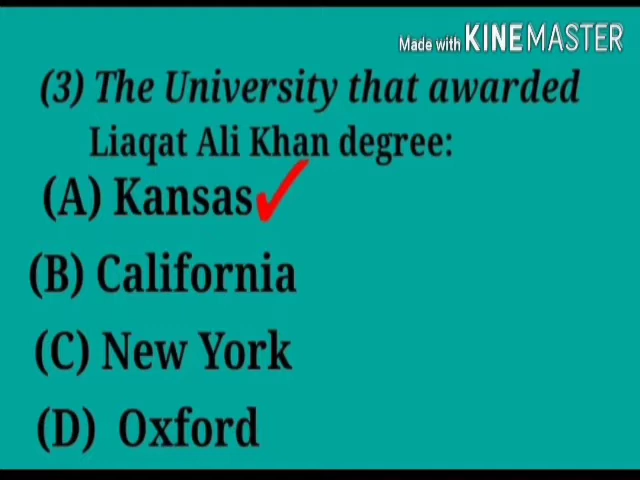 Made with KINEMASTER
(3) The University that awarded
Liaqat Ali Khan degree:
(A) Kansas
(B) California
(C) New York
(D) Oxford